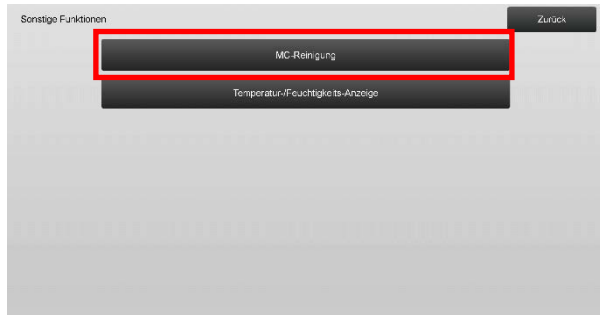 Sonstige Funktionen
Zurück
MC-Reinigung
Temperatur-/Feuchtigkeits-Anzeige